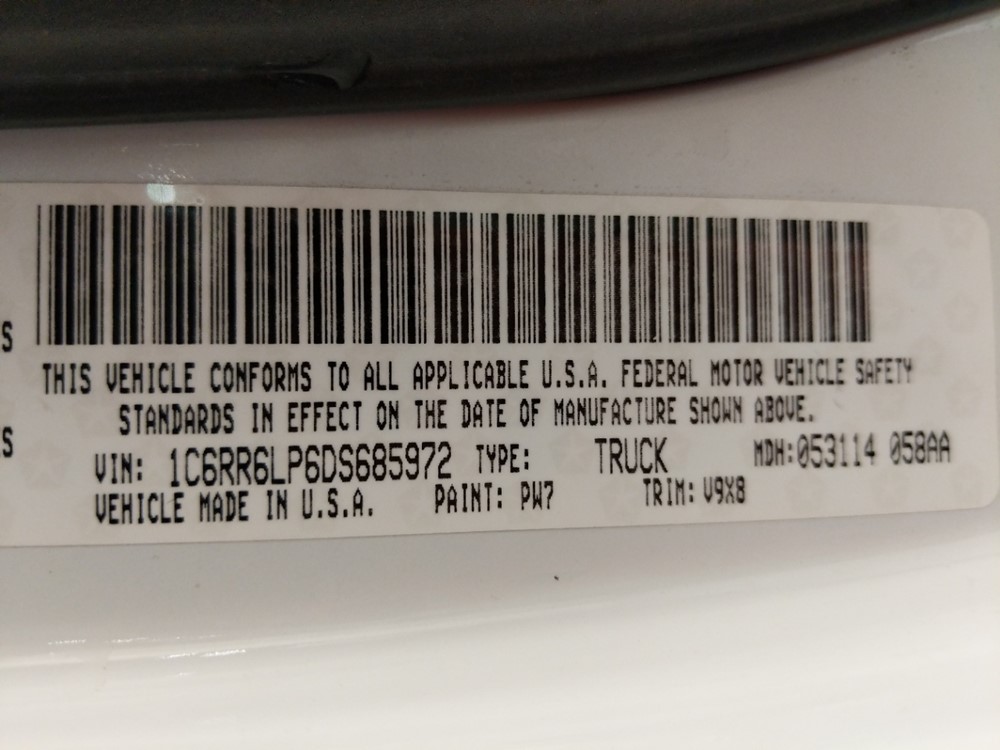 S
THIS VEHICLE CONFORMS TO ALL APPLICABLE U.S.A. FEDERAL MOTOR VEHICLE SAFETY
S
STANDARDS IN EFFECT ON THE DATE OF MANUFACTURE SHOWN ABOVE.
VIN: 1C6RR6LP6DS685972 TYPE: TRUCK MDH:053114 058AA
VEHICLE MADE IN U.S.A. PAINT: PW7 TRIM: V9X8